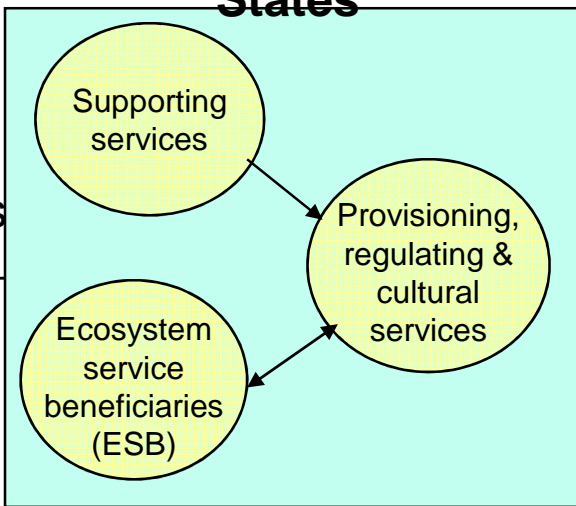 States
Supporting
services
Provisioning,
regulating &
cultural
services
Ecosystem
service
beneficiaries
(ESB)